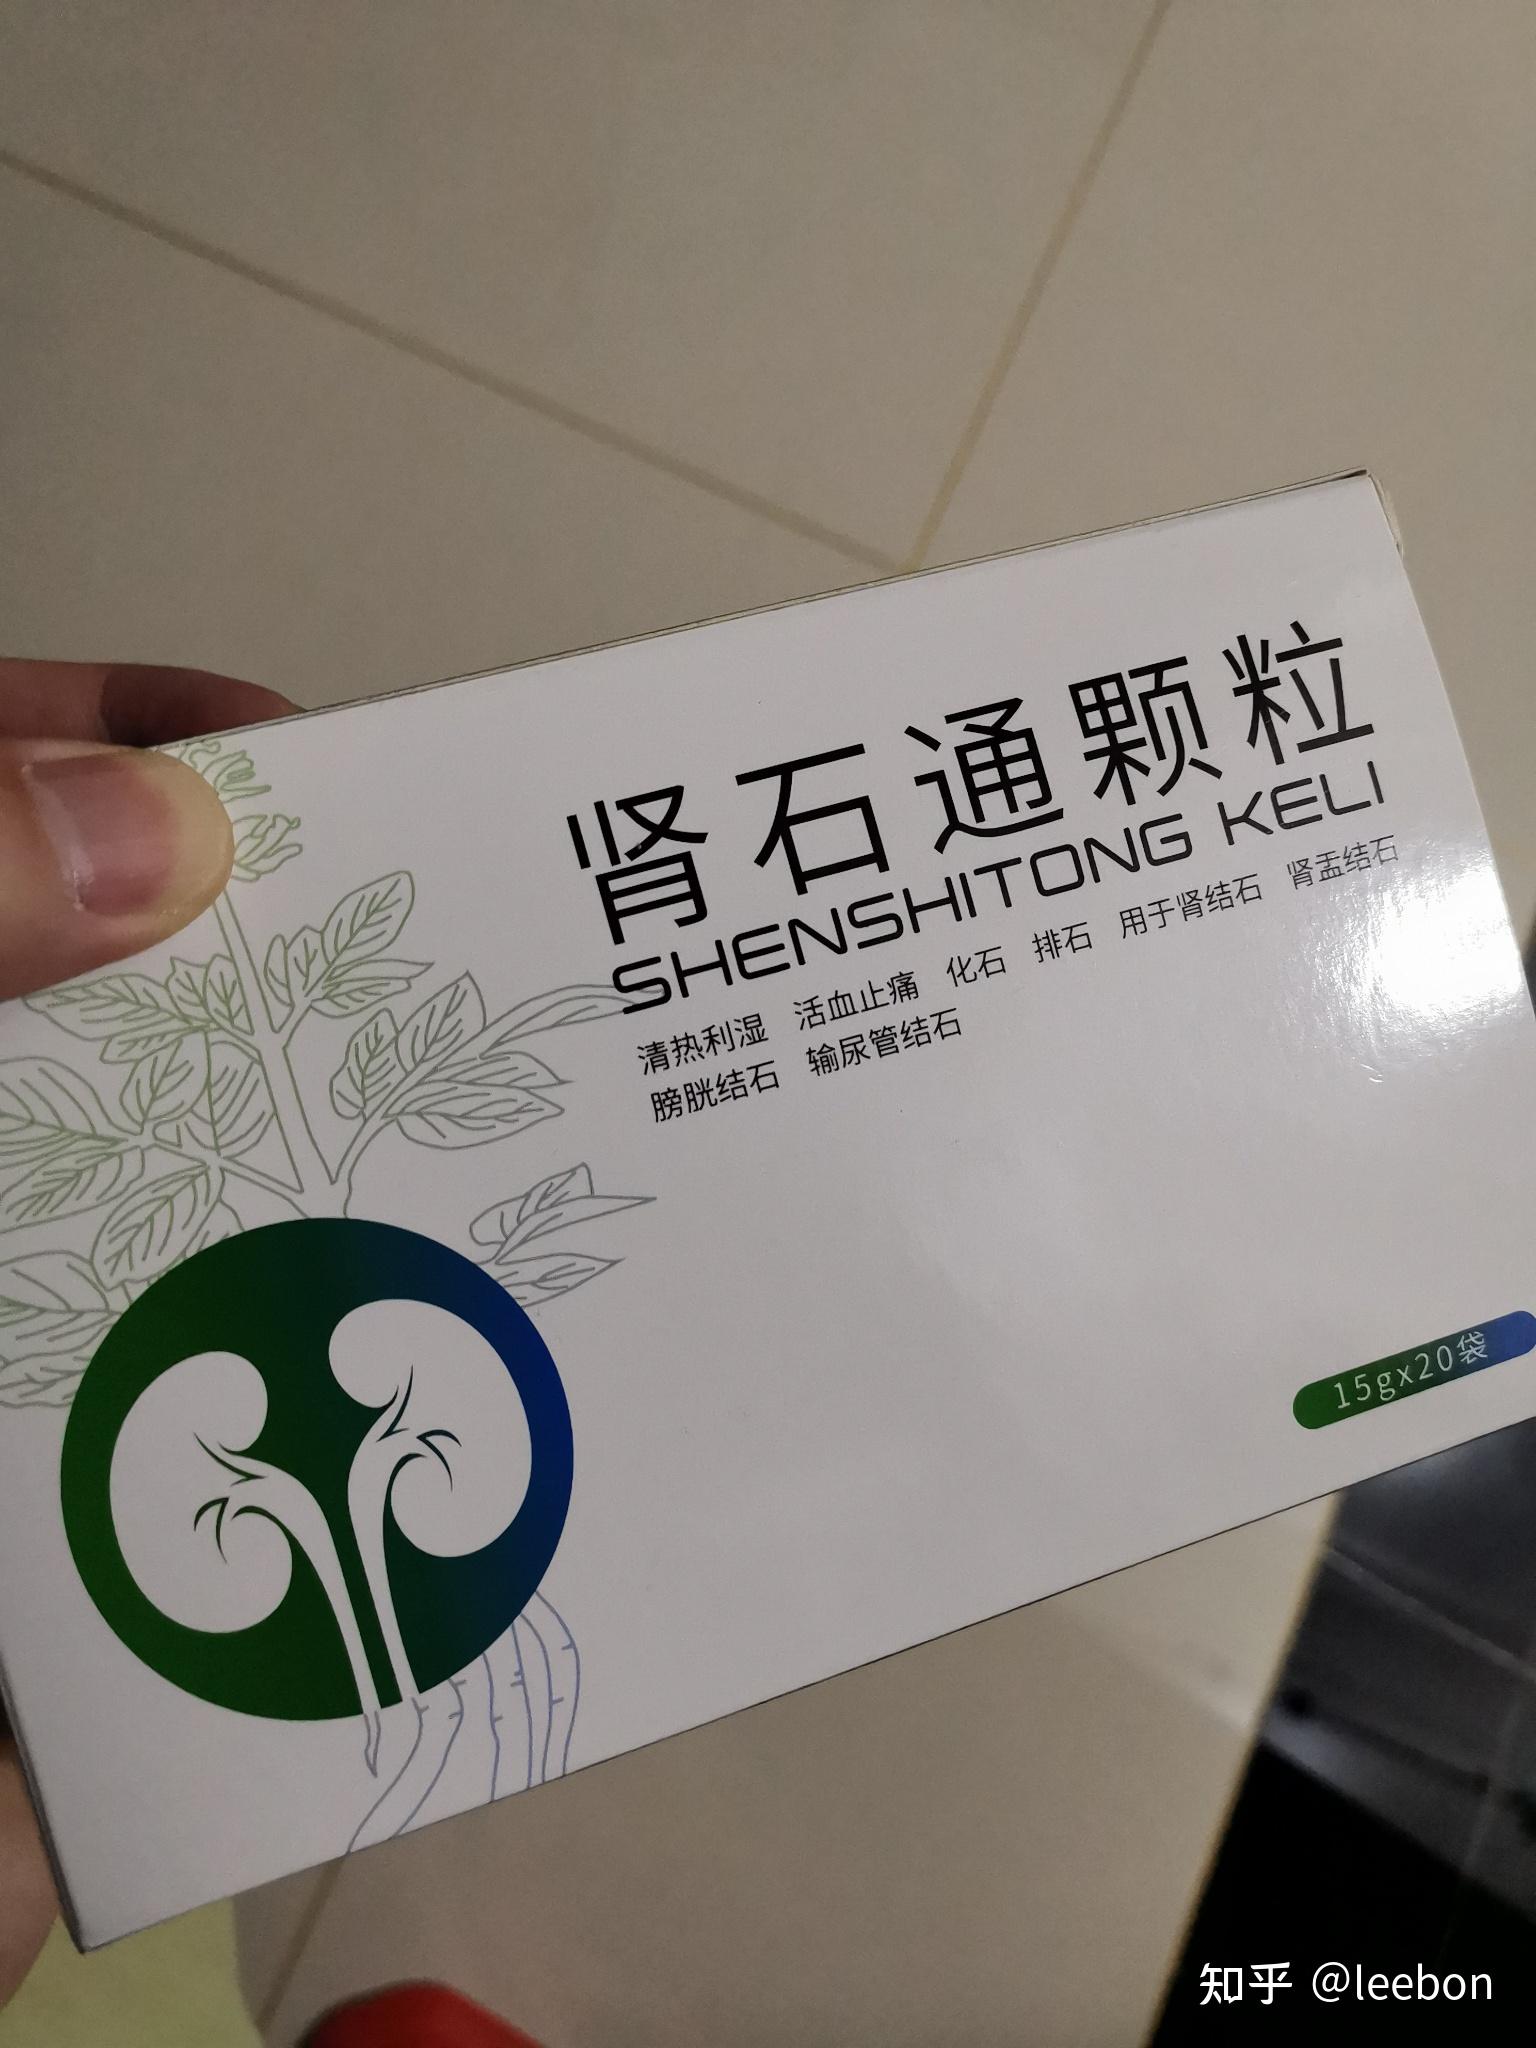 肾石通颗粒
SHENSHITONG KELI
清热利湿 活血止痛 化石 排石 用于肾结石 肾盂结石
膀胱结石 输尿管结石
15gx20袋
知乎 @leebon